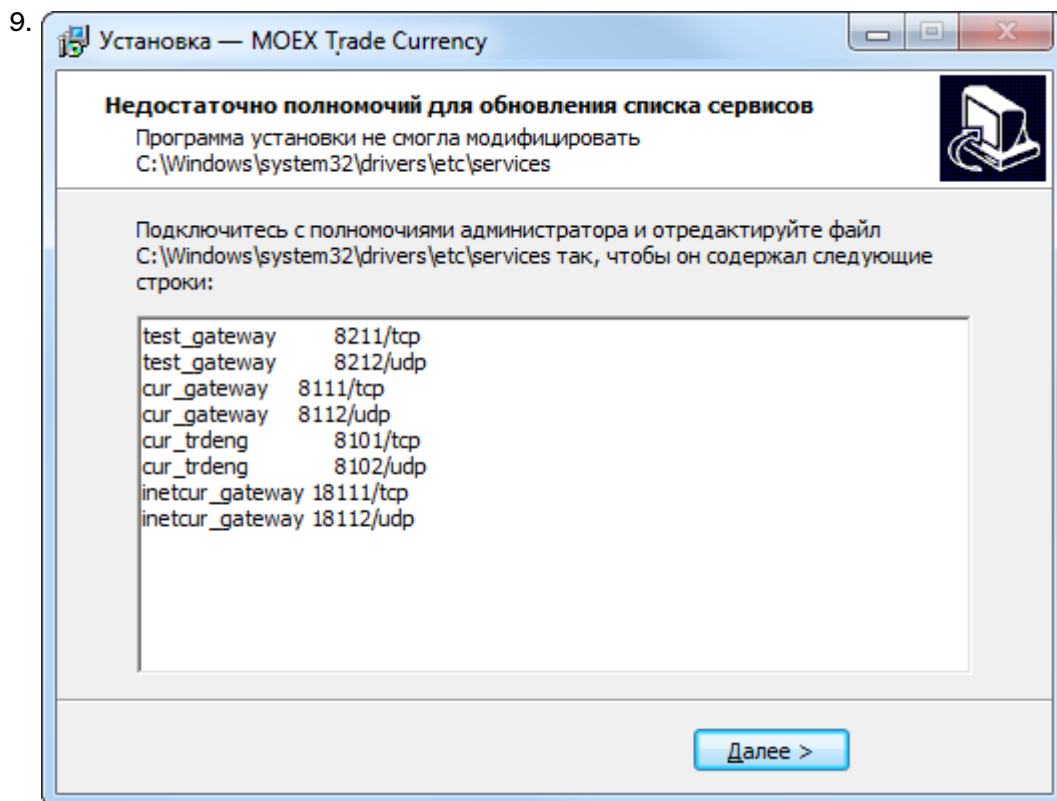 9.
Установка — MOEX Trade Currency
Недостаточно полномочий для обновления списка сервисов
Программа установки не смогла модифицировать
C:\Windows\system32\drivers\etc\services
Подключитесь с полномочиями администратора и отредактируйте файл
C:\Windows\system32\drivers\etc\services так, чтобы он содержал следующие
строки:
test_gateway 8211/tcp
test_gateway 8212/udp
cur_gateway 8111/tcp
cur_gateway 8112/udp
cur_trdeng 8101/tcp
cur_trdeng 8102/udp
inetcur_gateway 18111/tcp
inetcur_gateway 18112/udp
Далее >